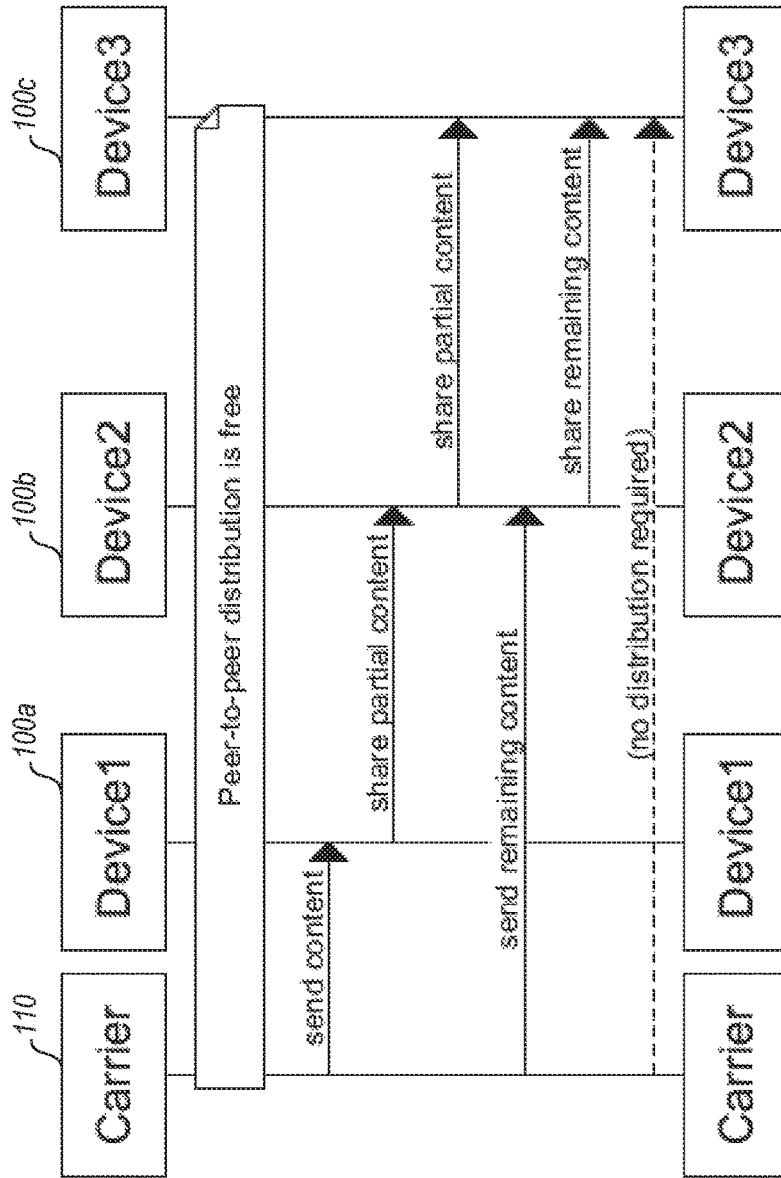 110
100a
100b
100c
Carrier
Device1
Device2
Device3
Peer-to-peer distribution is free
send content
share partial content
share partial content
send remaining content
share remaining content
(no distribution required)
Carrier
Device1
Device2
Device3